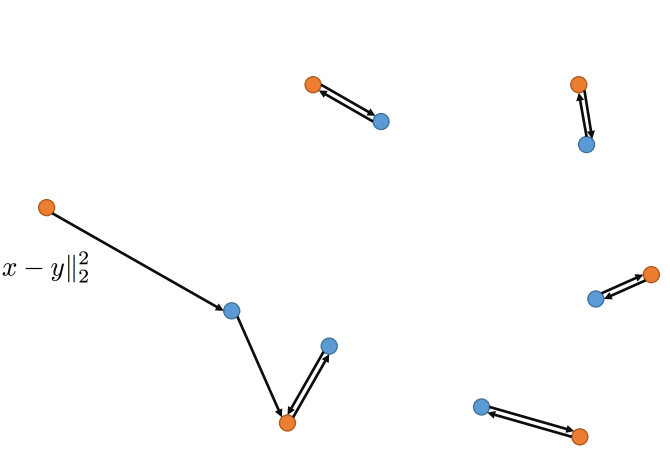 x − y‖₂²